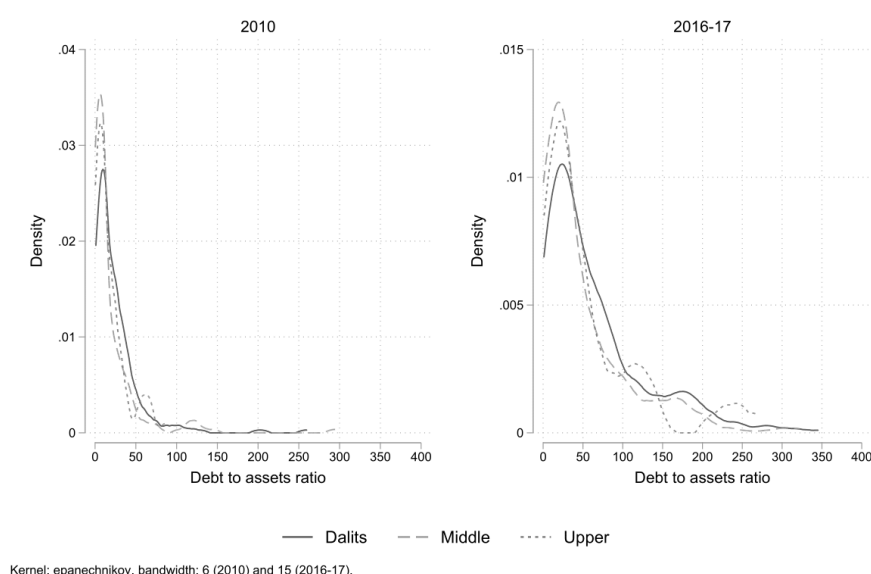 2010
.04
.03
.02
.01
0
Density
0 50 100 150 200 250 300 350 400
Debt to assets ratio
2016-17
.015
.01
.005
0
Density
0 50 100 150 200 250 300 350 400
Debt to assets ratio
Dalits Middle Upper
Kernel: epanechnikov, bandwidth: 6 (2010) and 15 (2016-17).